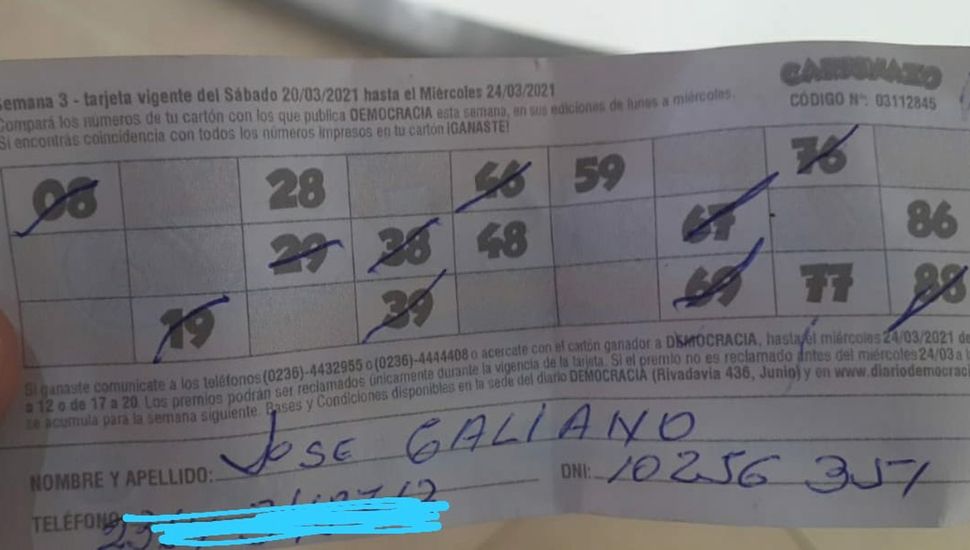 Semana 3 - tarjeta vigente del Sábado 20/03/2021 hasta el Miércoles 24/03/2021
CARTONAZO
Compará los números de tu cartón con los que publica DEMOCRACIA esta semana, en sus ediciones de lunes a miércoles.
CÓDIGO Nº: 03112845
Si encontrás coincidencia con todos los números impresos en tu cartón ¡GANASTE!
08 28 46 59 76
29 38 48 67 86
19 39 69 77 88
Si ganaste comunicate a los teléfonos (0236)-4432955 o (0236)-4444408 o acercate con el cartón ganador a DEMOCRACIA, hasta el miércoles 24/03/2021 de
a 12 o de 17 a 20. Los premios podrán ser reclamados únicamente durante la vigencia de la tarjeta. Si el premio no es reclamado antes del miércoles 24/03 a
se acumula para la semana siguiente. Bases y Condiciones disponibles en la sede del diario DEMOCRACIA (Rivadavia 436, Junio) y en www.diariodemocraci
NOMBRE Y APELLIDO: JOSE GALIANO
DNI: 10256 351
TELÉFONO: